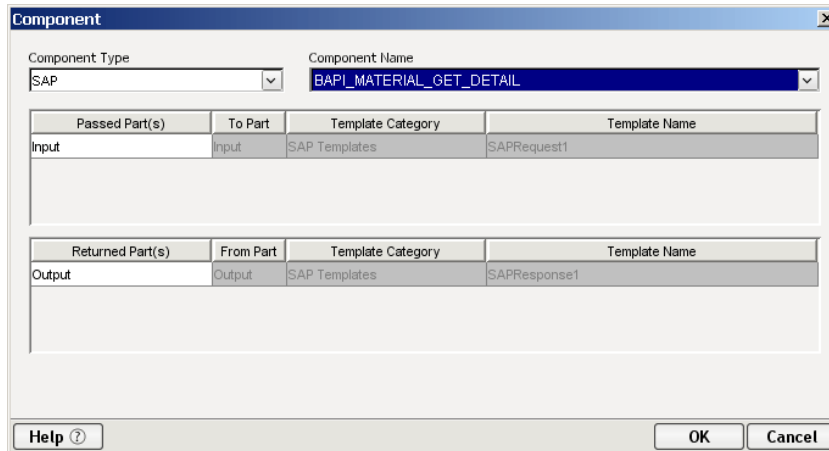 Component
Component Type Component Name
SAP BAPI_MATERIAL_GET_DETAIL
Passed Part(s) To Part Template Category Template Name
Input Input SAP Templates SAPRequest1
Returned Part(s) From Part Template Category Template Name
Output Output SAP Templates SAPResponse1
Help ? OK Cancel